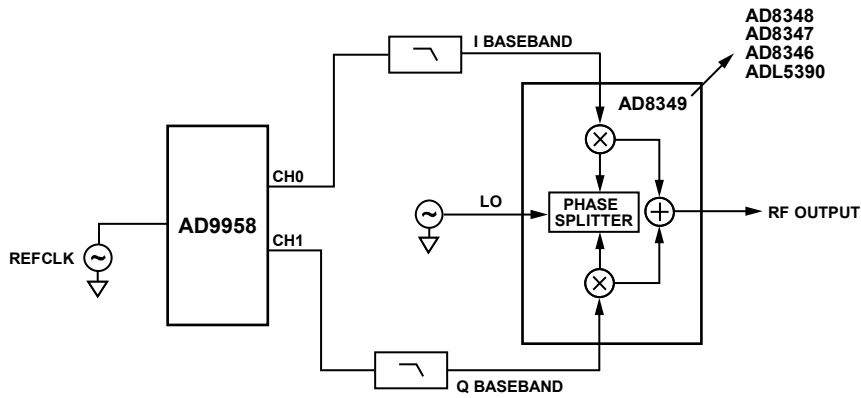 AD8348
AD8347
AD8346
ADL5390
I BASEBAND
AD8349
CH0
AD9958
LO
PHASE
SPLITTER
RF OUTPUT
CH1
REFCLK
Q BASEBAND